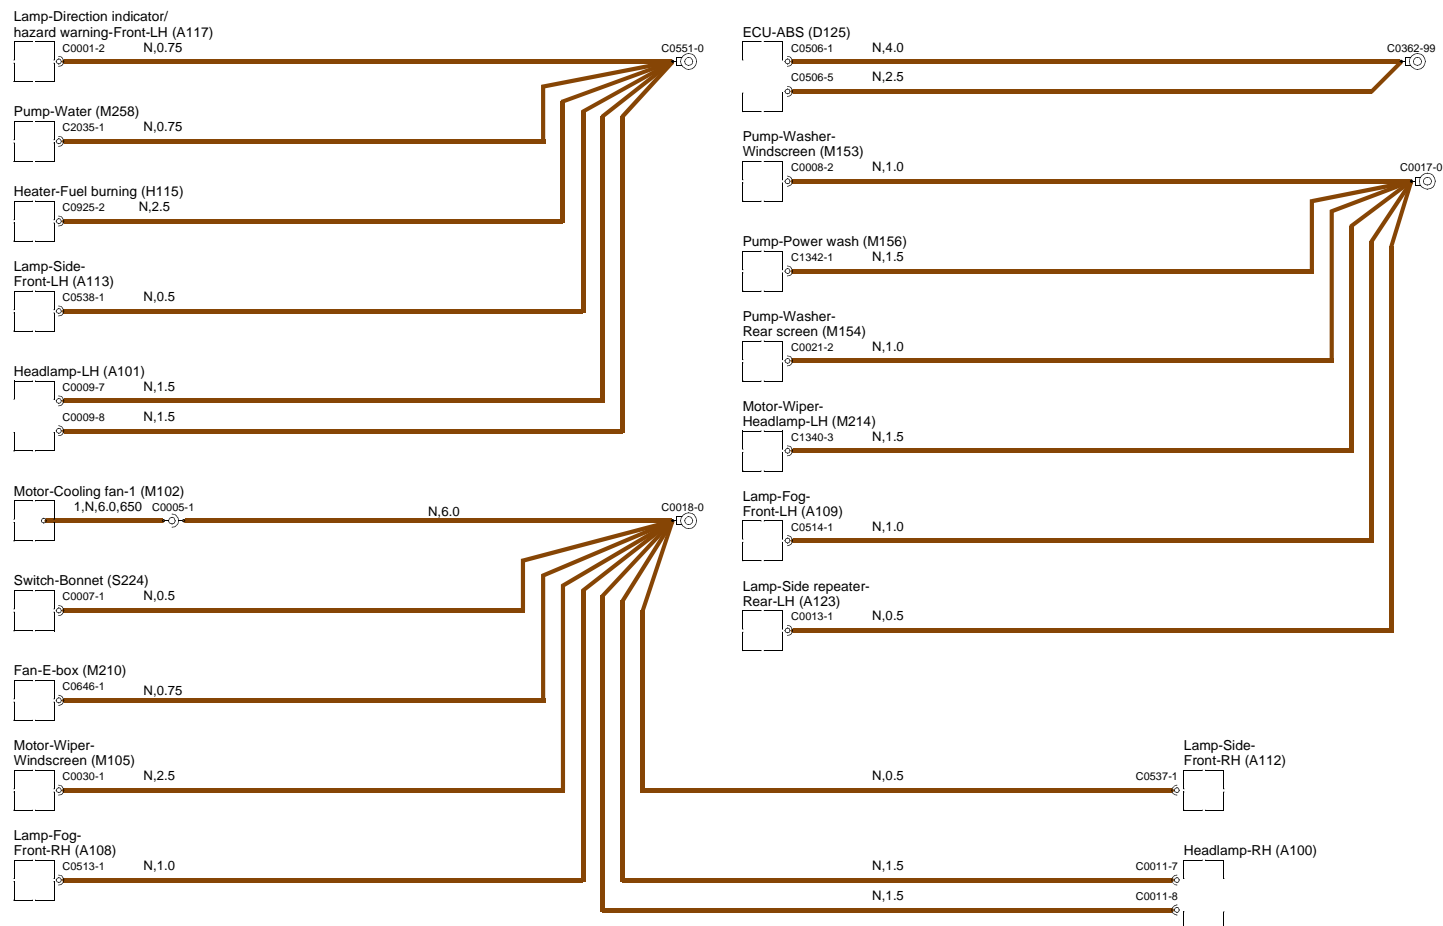 Lamp-Direction indicator/
hazard warning-Front-LH (A117)
C0001-2 N,0.75 C0551-0
Pump-Water (M258)
C2035-1 N,0.75
Heater-Fuel burning (H115)
C0925-2 N,2.5
Lamp-Side-
Front-LH (A113)
C0538-1 N,0.5
Headlamp-LH (A101)
C0009-7 N,1.5
C0009-8 N,1.5
Motor-Cooling fan-1 (M102)
1,N,6.0,650 C0005-1 N,6.0 C0018-0
Switch-Bonnet (S224)
C0007-1 N,0.5
Fan-E-box (M210)
C0646-1 N,0.75
Motor-Wiper-
Windscreen (M105)
C0030-1 N,2.5
Lamp-Fog-
Front-RH (A108)
C0513-1 N,1.0
ECU-ABS (D125)
C0506-1 N,4.0 C0362-99
C0506-5 N,2.5
Pump-Washer-
Windscreen (M153)
C0008-2 N,1.0 C0017-0
Pump-Power wash (M156)
C1342-1 N,1.5
Pump-Washer-
Rear screen (M154)
C0021-2 N,1.0
Motor-Wiper-
Headlamp-LH (M214)
C1340-3 N,1.5
Lamp-Fog-
Front-LH (A109)
C0514-1 N,1.0
Lamp-Side repeater-
Rear-LH (A123)
C0013-1 N,0.5
Lamp-Side-
Front-RH (A112)
N,0.5 C0537-1
Headlamp-RH (A100)
N,1.5 C0011-7
N,1.5 C0011-8